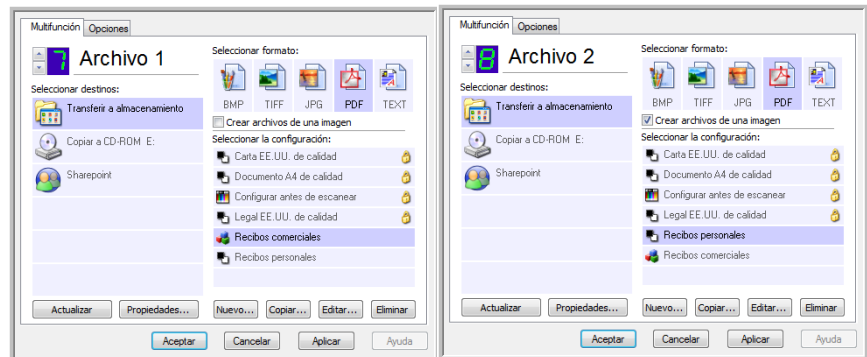 Multifunción Opciones
7 Archivo 1
Seleccionar destinos:
Transferir a almacenamiento
Copiar a CD-ROM E:
Sharepoint
Actualizar Propiedades...
Seleccionar formato:
BMP TIFF JPG PDF TEXT
Crear archivos de una imagen
Seleccionar la configuración:
Carta EE.UU. de calidad
Documento A4 de calidad
Configurar antes de escanear
Legal EE.UU. de calidad
Recibos comerciales
Recibos personales
Nuevo... Copiar... Editar... Eliminar
Aceptar Cancelar Aplicar Ayuda
Multifunción Opciones
8 Archivo 2
Seleccionar destinos:
Transferir a almacenamiento
Copiar a CD-ROM E:
Sharepoint
Actualizar Propiedades...
Seleccionar formato:
BMP TIFF JPG PDF TEXT
Crear archivos de una imagen
Seleccionar la configuración:
Carta EE.UU. de calidad
Documento A4 de calidad
Configurar antes de escanear
Legal EE.UU. de calidad
Recibos personales
Recibos comerciales
Nuevo... Copiar... Editar... Eliminar
Aceptar Cancelar Aplicar Ayuda